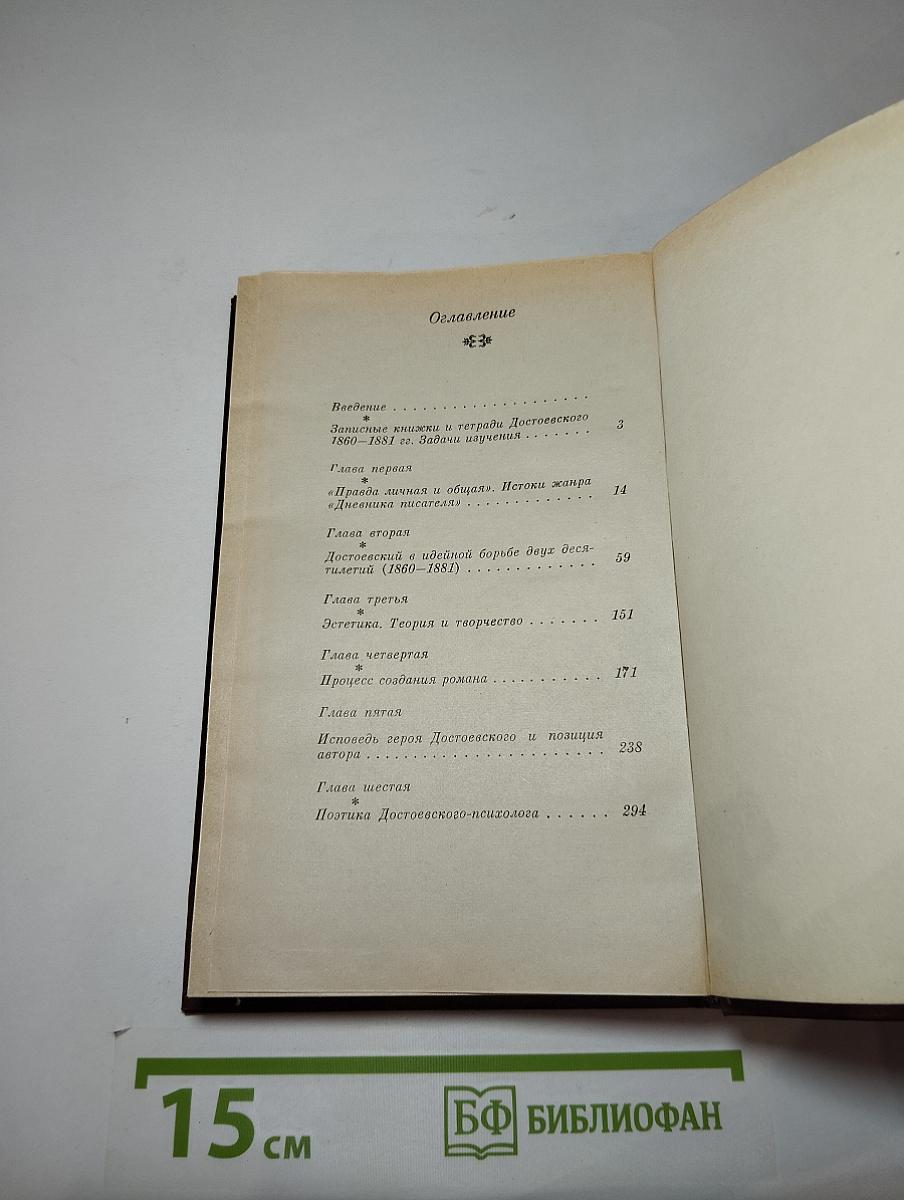 Оглавление
Введение . . . . . . . . . . . . . . . . . . . .
*
Записные книжки и тетради Достоевского
1860—1881 гг. Задачи изучения . . . . . . . 3
Глава первая
*
«Правда личная и общая». Истоки жанра
«Дневника писателя» . . . . . . . . . . . . . 14
Глава вторая
*
Достоевский в идейной борьбе двух деся-
тилетий (1860—1881) . . . . . . . . . . . . . 59
Глава третья
*
Эстетика. Теория и творчество . . . . . . . 151
Глава четвертая
*
Процесс создания романа . . . . . . . . . . . 171
Глава пятая
Исповедь героя Достоевского и позиция
автора . . . . . . . . . . . . . . . . . . . . . . . . 238
Глава шестая
*
Поэтика Достоевского-психолога . . . . . . 294
15 см
БФ БИБЛИОФАН